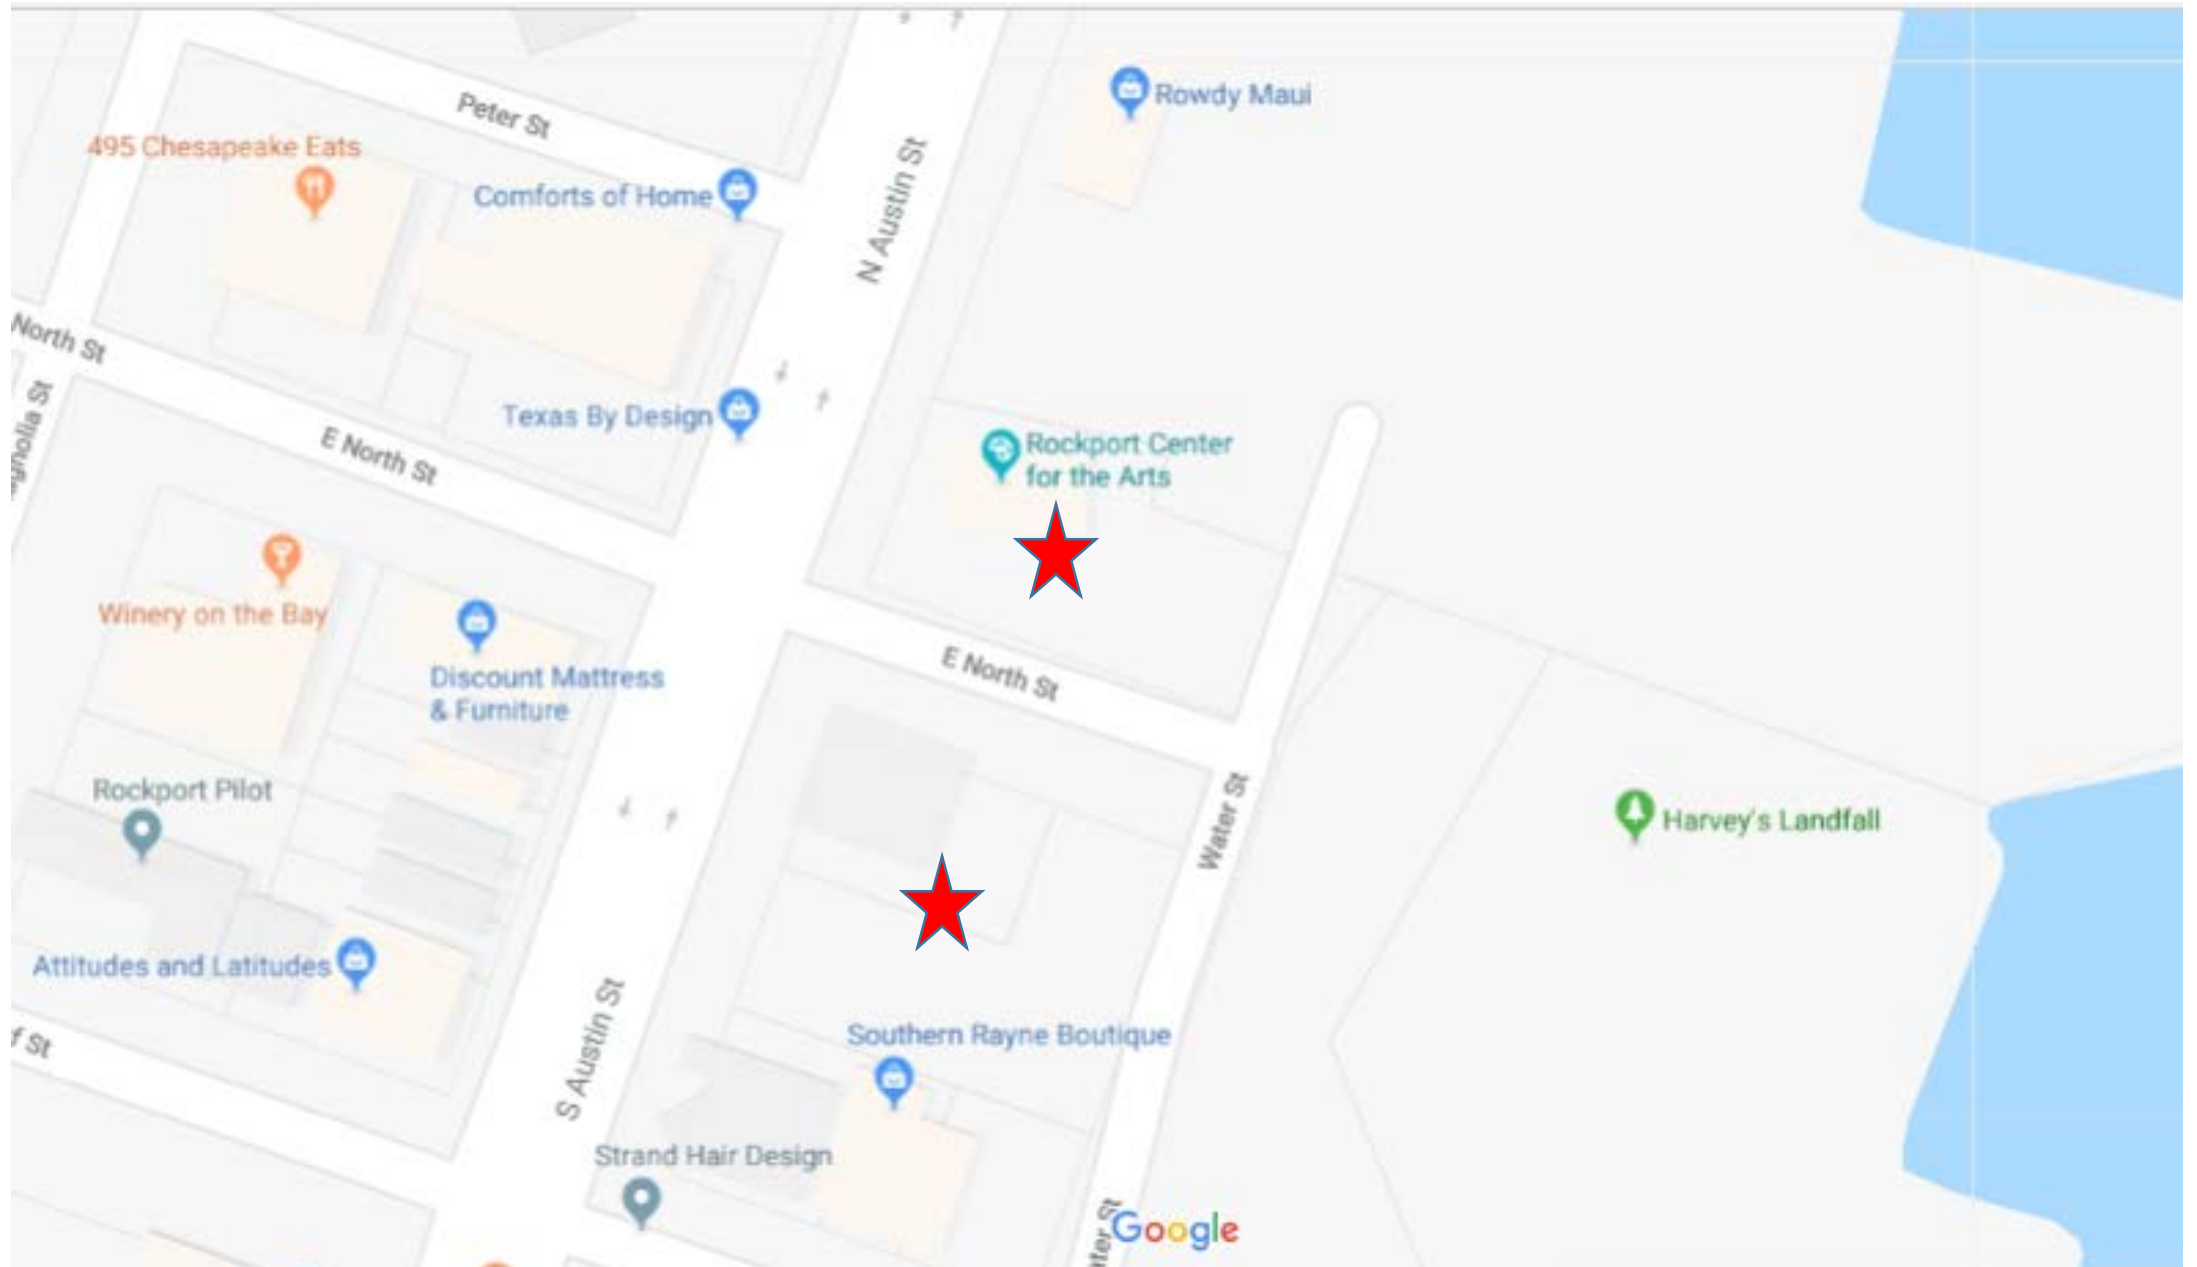 Rowdy Maui
Peter St
495 Chesapeake Eats
Comforts of Home
N Austin St
North St
Texas By Design
E North St
Rockport Center
for the Arts
Winery on the Bay
Discount Mattress
& Furniture
E North St
Rockport Pilot
Water St
Harvey's Landfall
Attitudes and Latitudes
S Austin St
Southern Rayne Boutique
St
Strand Hair Design
St
Google